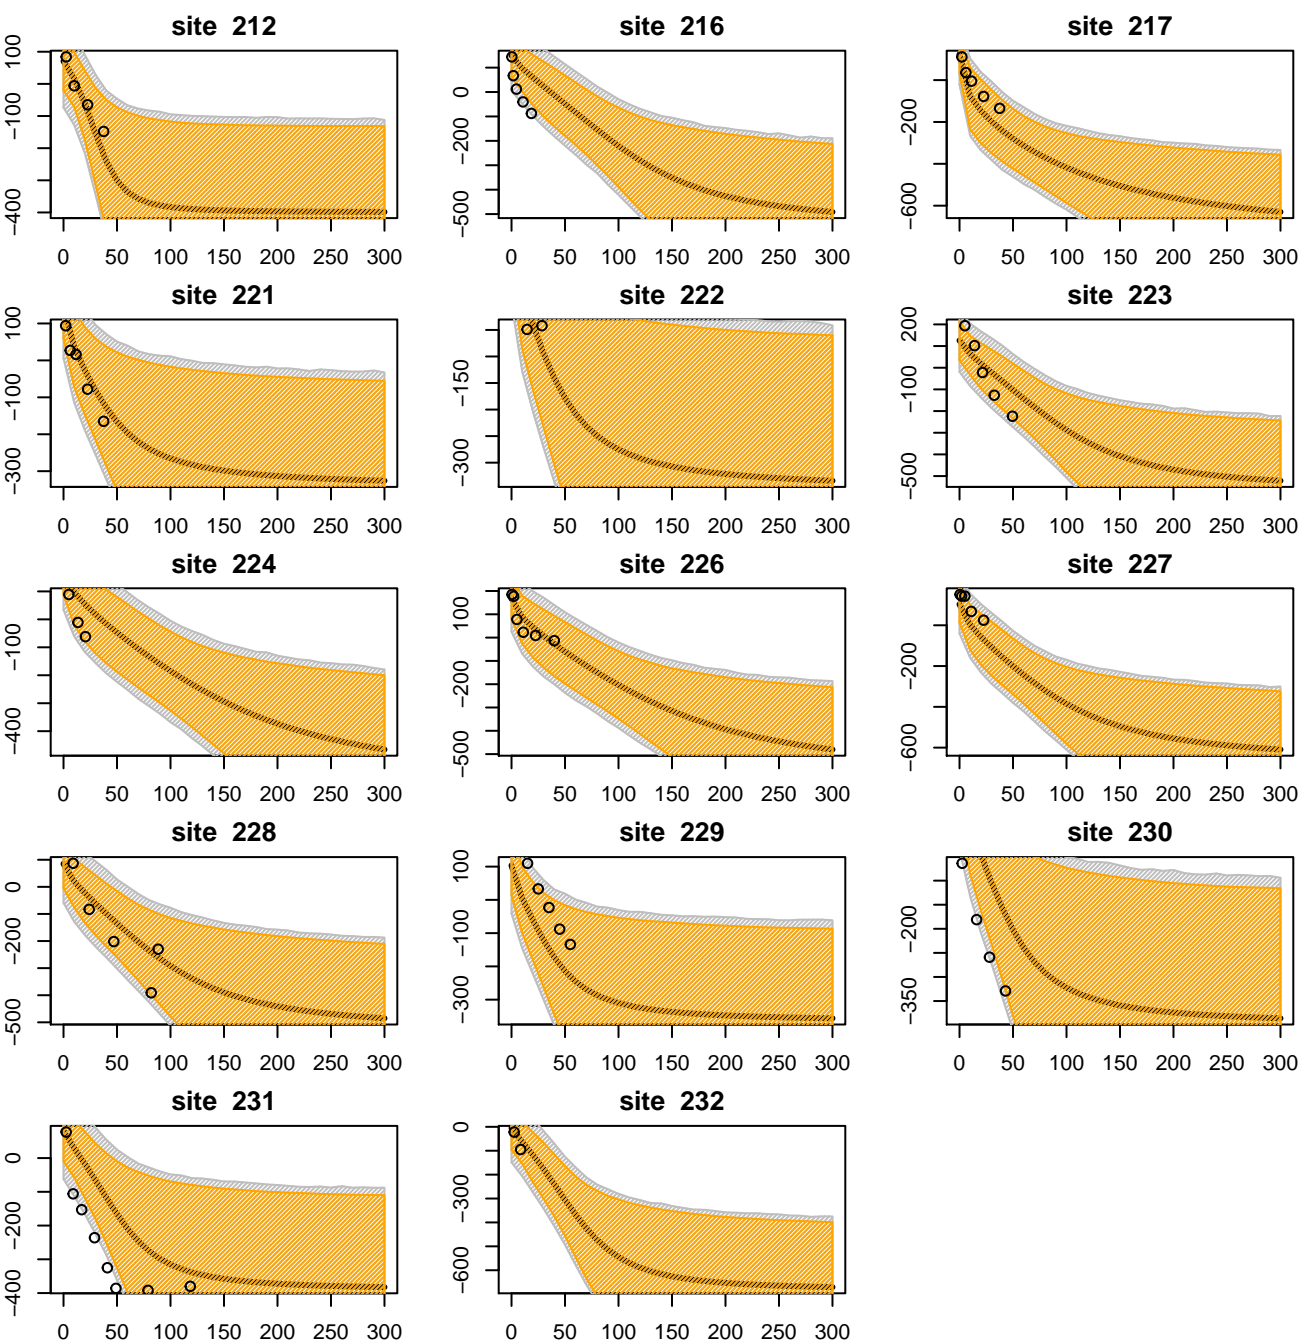 site 212 site 216 site 217
100 −100 −400 0 −200 −500 −200 −600
0 50 100 150 200 250 300 0 50 100 150 200 250 300 0 50 100 150 200 250 300
site 221 site 222 site 223
100 −100 −300 −150 −300 200 −100 −500
0 50 100 150 200 250 300 0 50 100 150 200 250 300 0 50 100 150 200 250 300
site 224 site 226 site 227
−100 −400 100 −200 −500 −200 −600
0 50 100 150 200 250 300 0 50 100 150 200 250 300 0 50 100 150 200 250 300
site 228 site 229 site 230
0 −200 −500 100 −100 −300 −200 −350
0 50 100 150 200 250 300 0 50 100 150 200 250 300 0 50 100 150 200 250 300
site 231 site 232
0 −200 −400 0 −300 −600
0 50 100 150 200 250 300 0 50 100 150 200 250 300